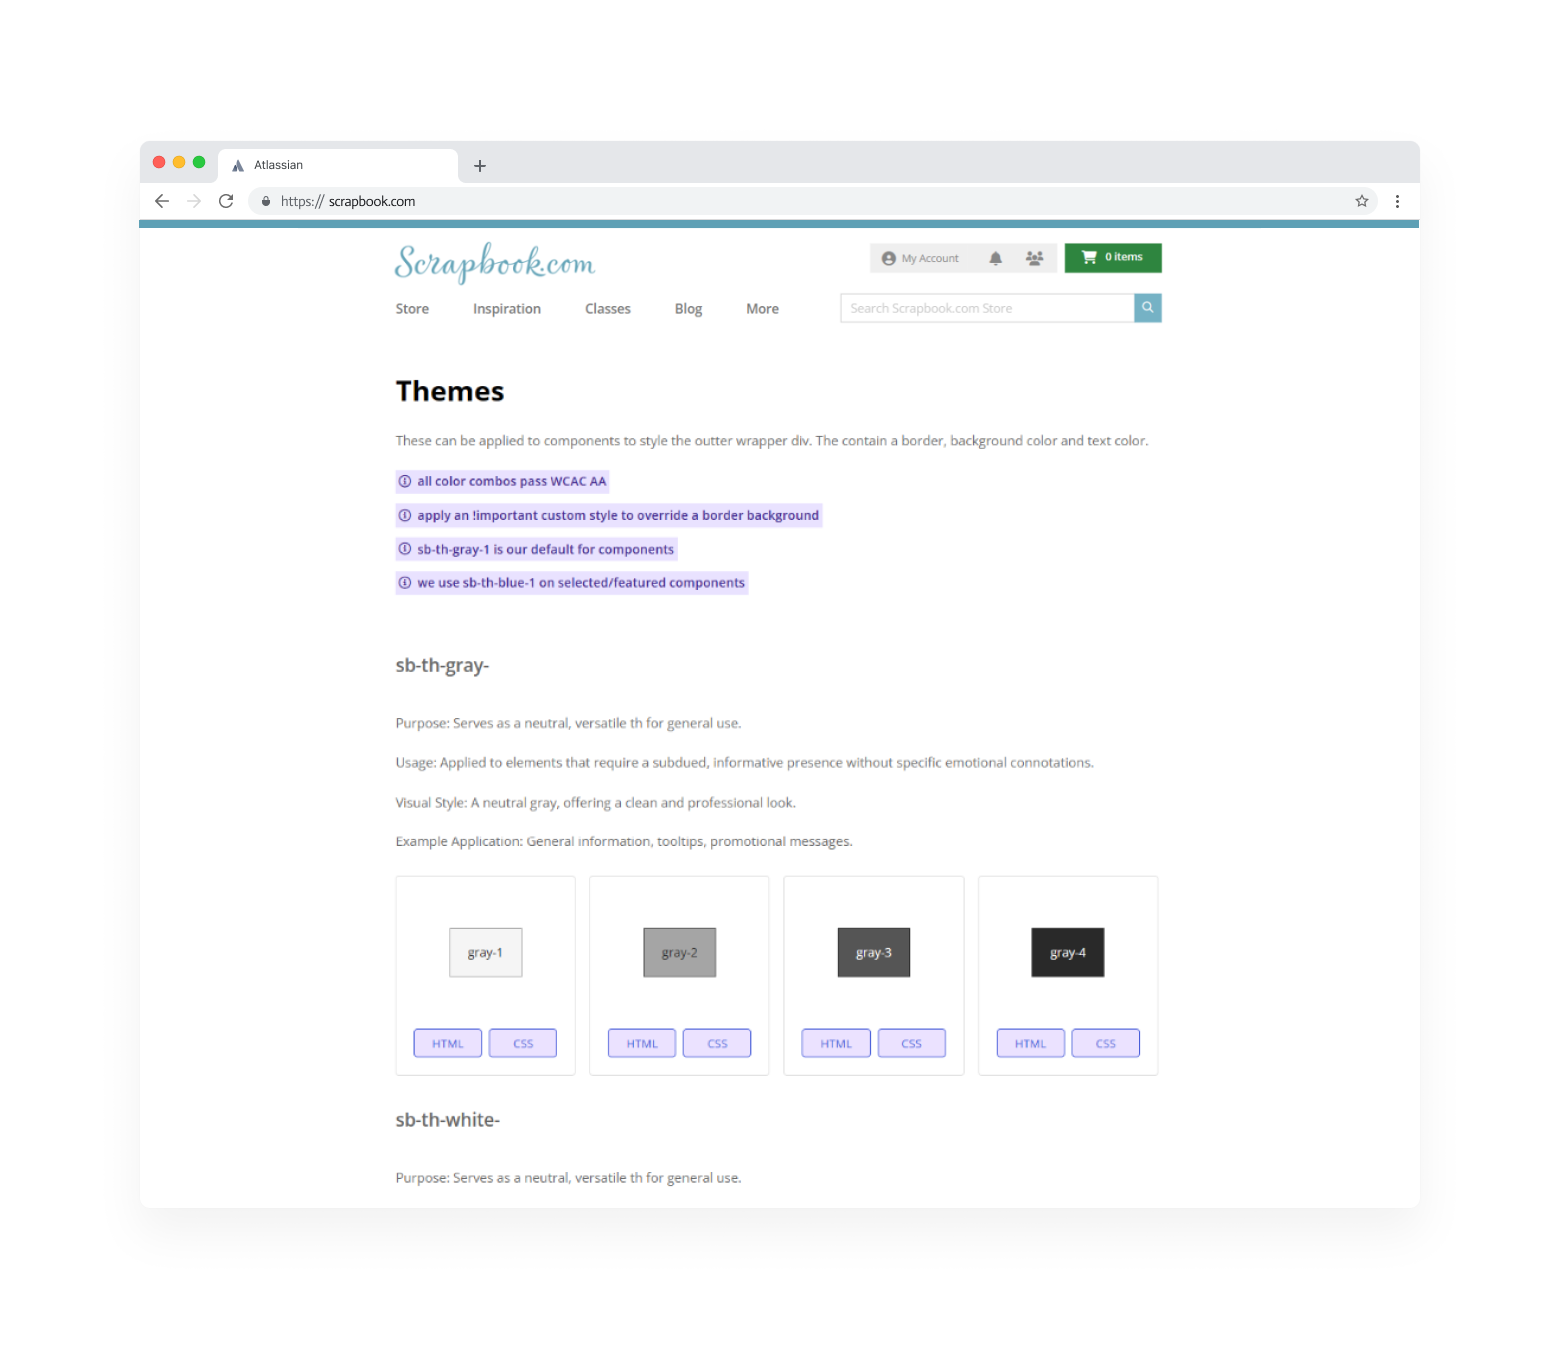 Atlassian
https:// scrapbook.com
Scrapbook.com
My Account
0 items
Store Inspiration Classes Blog More
Search Scrapbook.com Store
Themes
These can be applied to components to style the outter wrapper div. The contain a border, background color and text color.
all color combos pass WCAC AA
apply an !important custom style to override a border background
sb-th-gray-1 is our default for components
we use sb-th-blue-1 on selected/featured components
sb-th-gray-
Purpose: Serves as a neutral, versatile th for general use.
Usage: Applied to elements that require a subdued, informative presence without specific emotional connotations.
Visual Style: A neutral gray, offering a clean and professional look.
Example Application: General information, tooltips, promotional messages.
gray-1 gray-2 gray-3 gray-4
HTML CSS HTML CSS HTML CSS HTML CSS
sb-th-white-
Purpose: Serves as a neutral, versatile th for general use.